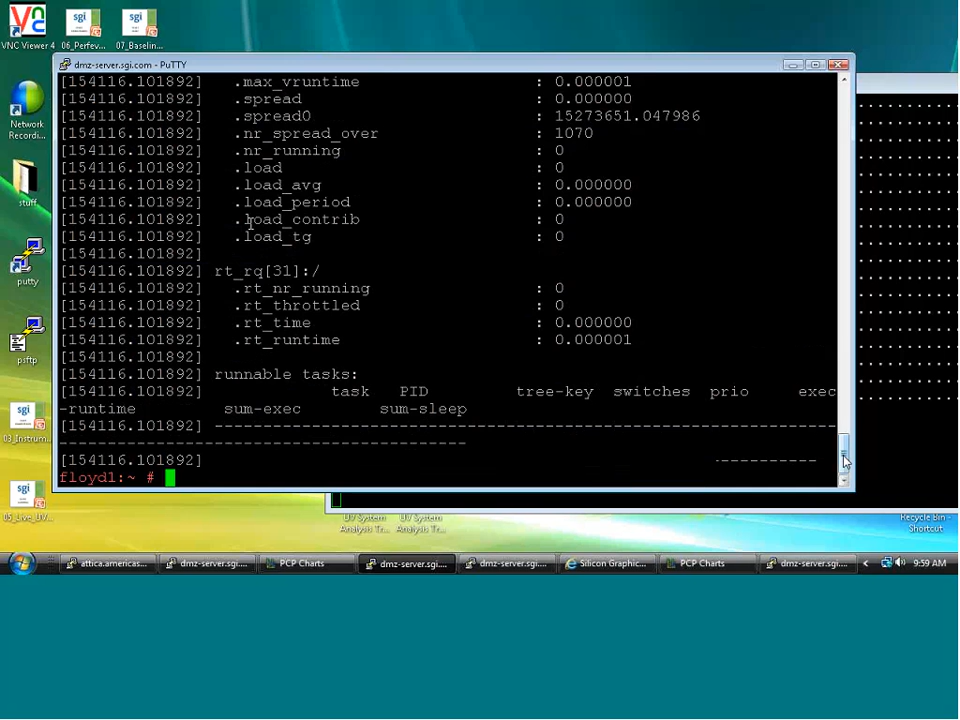 VNC Viewer 4
06_Perfev...
07_Baselin...
dmz-server.sgi.com - PuTTY
[154116.101892] .max_vruntime : 0.000001
[154116.101892] .spread : 0.000000
[154116.101892] .spread0 : 15273651.047986
[154116.101892] .nr_spread_over : 1070
[154116.101892] .nr_running : 0
[154116.101892] .load : 0
[154116.101892] .load_avg : 0.000000
[154116.101892] .load_period : 0.000000
[154116.101892] .load_contrib : 0
[154116.101892] .load_tg : 0
[154116.101892]
[154116.101892] rt_rq[31]:/
[154116.101892] .rt_nr_running : 0
[154116.101892] .rt_throttled : 0
[154116.101892] .rt_time : 0.000000
[154116.101892] .rt_runtime : 0.000001
[154116.101892]
[154116.101892] runnable tasks:
[154116.101892] task PID tree-key switches prio exec
-runtime sum-exec sum-sleep
[154116.101892] ----------------------------------------------------------------
------------------------------------------
[154116.101892]
floyd1:~ #
Network
Recordi...
stuff
putty
psftp
sgi
03_Instrum...
sgi
sgi
sgi
UV System
Analysis Tr...
UV System
Analysis Tr...
Recycle Bin -
Shortcut
attica.americas...
dmz-server.sgi....
PCP Charts
dmz-server.sgi....
dmz-server.sgi....
Silicon Graphic...
PCP Charts
dmz-server.sgi....
9:59 AM